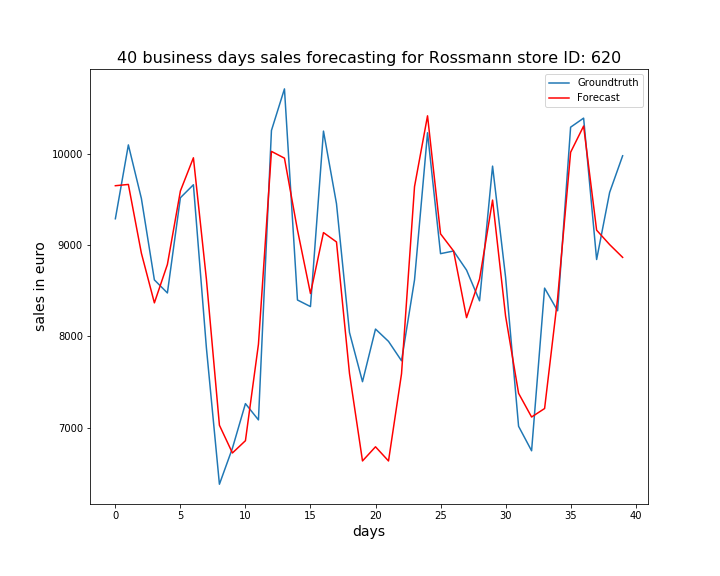 40 business days sales forecasting for Rossmann store ID: 620
Groundtruth
Forecast
10000
9000
8000
7000
sales in euro
0 5 10 15 20 25 30 35 40
days